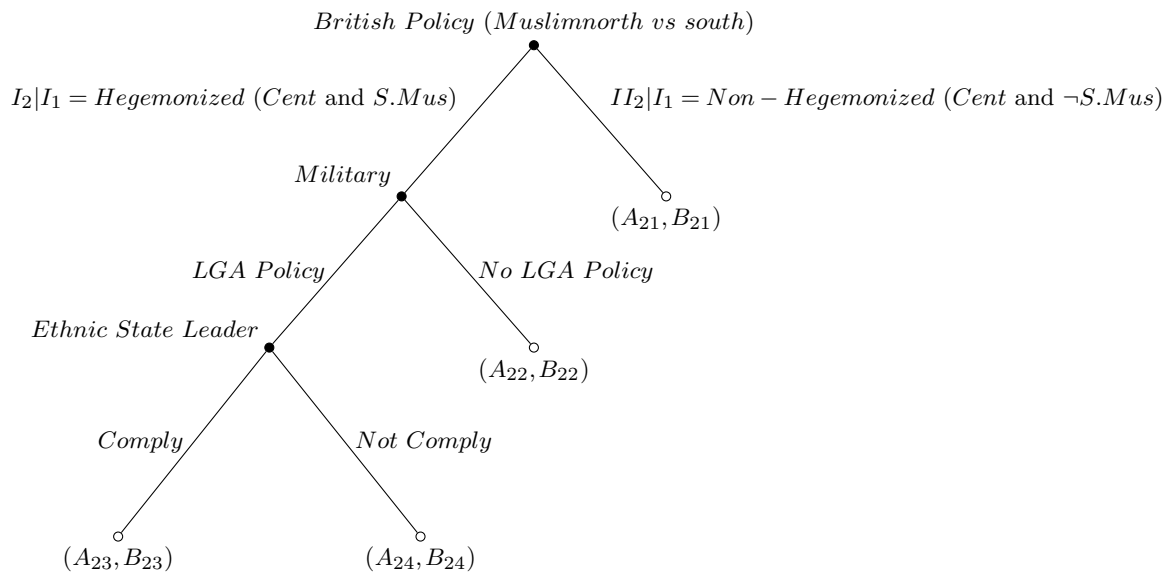 British Policy (Muslimnorth vs south)
I₂|I₁ = Hegemonized (Cent and S.Mus)
II₂|I₁ = Non − Hegemonized (Cent and ¬S.Mus)
Military
(A₂₁, B₂₁)
LGA Policy
No LGA Policy
Ethnic State Leader
(A₂₂, B₂₂)
Comply
Not Comply
(A₂₃, B₂₃)
(A₂₄, B₂₄)